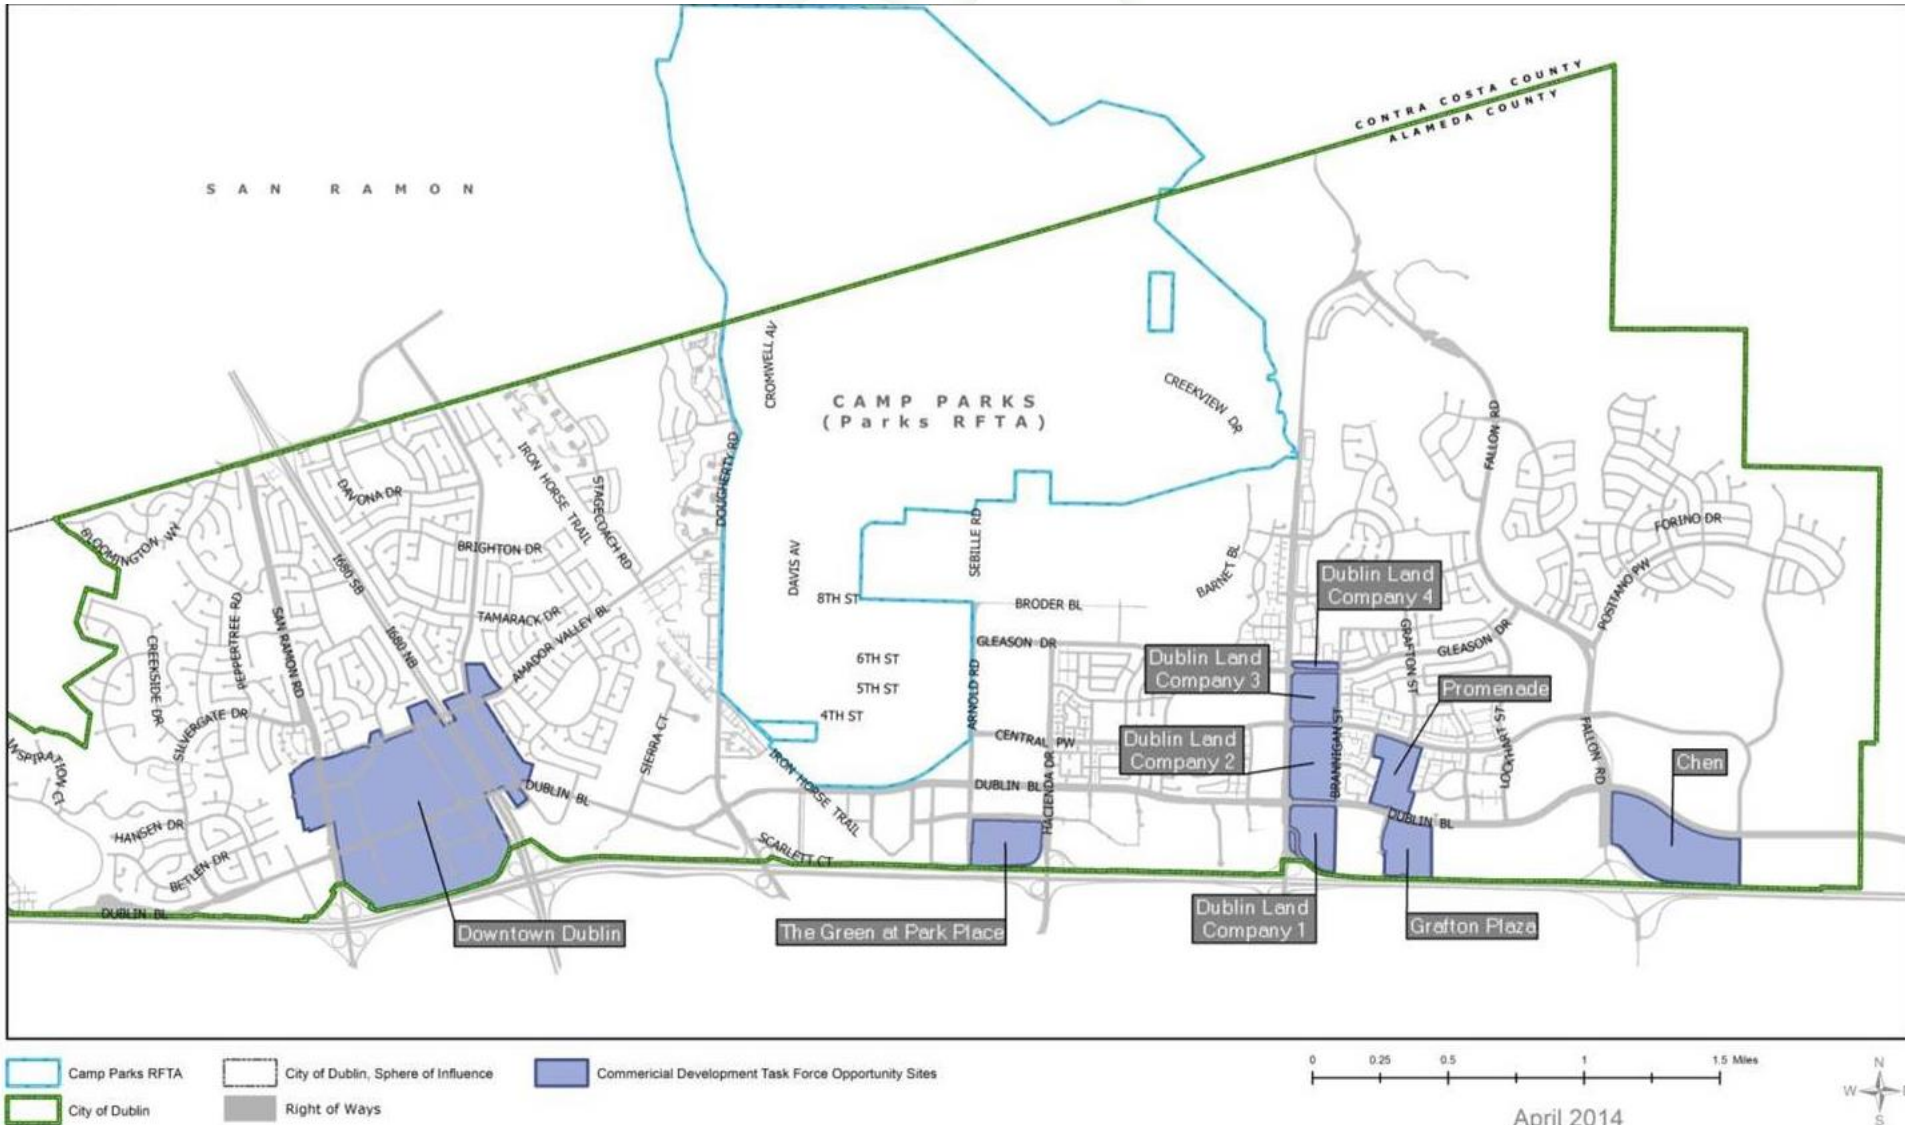 CONTRA COSTA COUNTY
ALAMEDA COUNTY
SAN RAMON
CROMWELL AV
CAMP PARKS
(Parks RFTA)
CREEKVIEW DR
FALLON RD
DOUGHERTY RD
IRON HORSE TRAIL
STAGECOACH RD
DAVONA DR
BLOOMINGTON WY
BRIGHTON DR
I680 SB
SEBILLE RD
FORINO DR
DAVIS AV
BARNET BL
POSITANO PW
Dublin Land
Company 4
8TH ST
BRODER BL
PEPPERTREE RD
SAN RAMON RD
TAMARACK DR
AMADOR VALLEY BL
I680 NB
CREEKSIDE DR
GLEASON DR
GRAFTON ST
GLEASON DR
6TH ST
Dublin Land
Company 3
5TH ST
Promenade
ARNOLD RD
4TH ST
SILVERGATE DR
SIERRA CT
CENTRAL PW
Dublin Land
Company 2
BRANNIGAN ST
LOCKHART ST
FALLON RD
Chen
INSPIRATION CT
IRON HORSE TRAIL
DUBLIN BL
DUBLIN BL
HACIENDA DR
DUBLIN BL
HANSEN DR
SCARLETT CT
BETLEN DR
DUBLIN BL
Downtown Dublin
The Green at Park Place
Dublin Land
Company 1
Grafton Plaza
Camp Parks RFTA
City of Dublin, Sphere of Influence
Commericial Development Task Force Opportunity Sites
City of Dublin
Right of Ways
0 0.25 0.5 1 1.5 Miles
April 2014
N
W
S